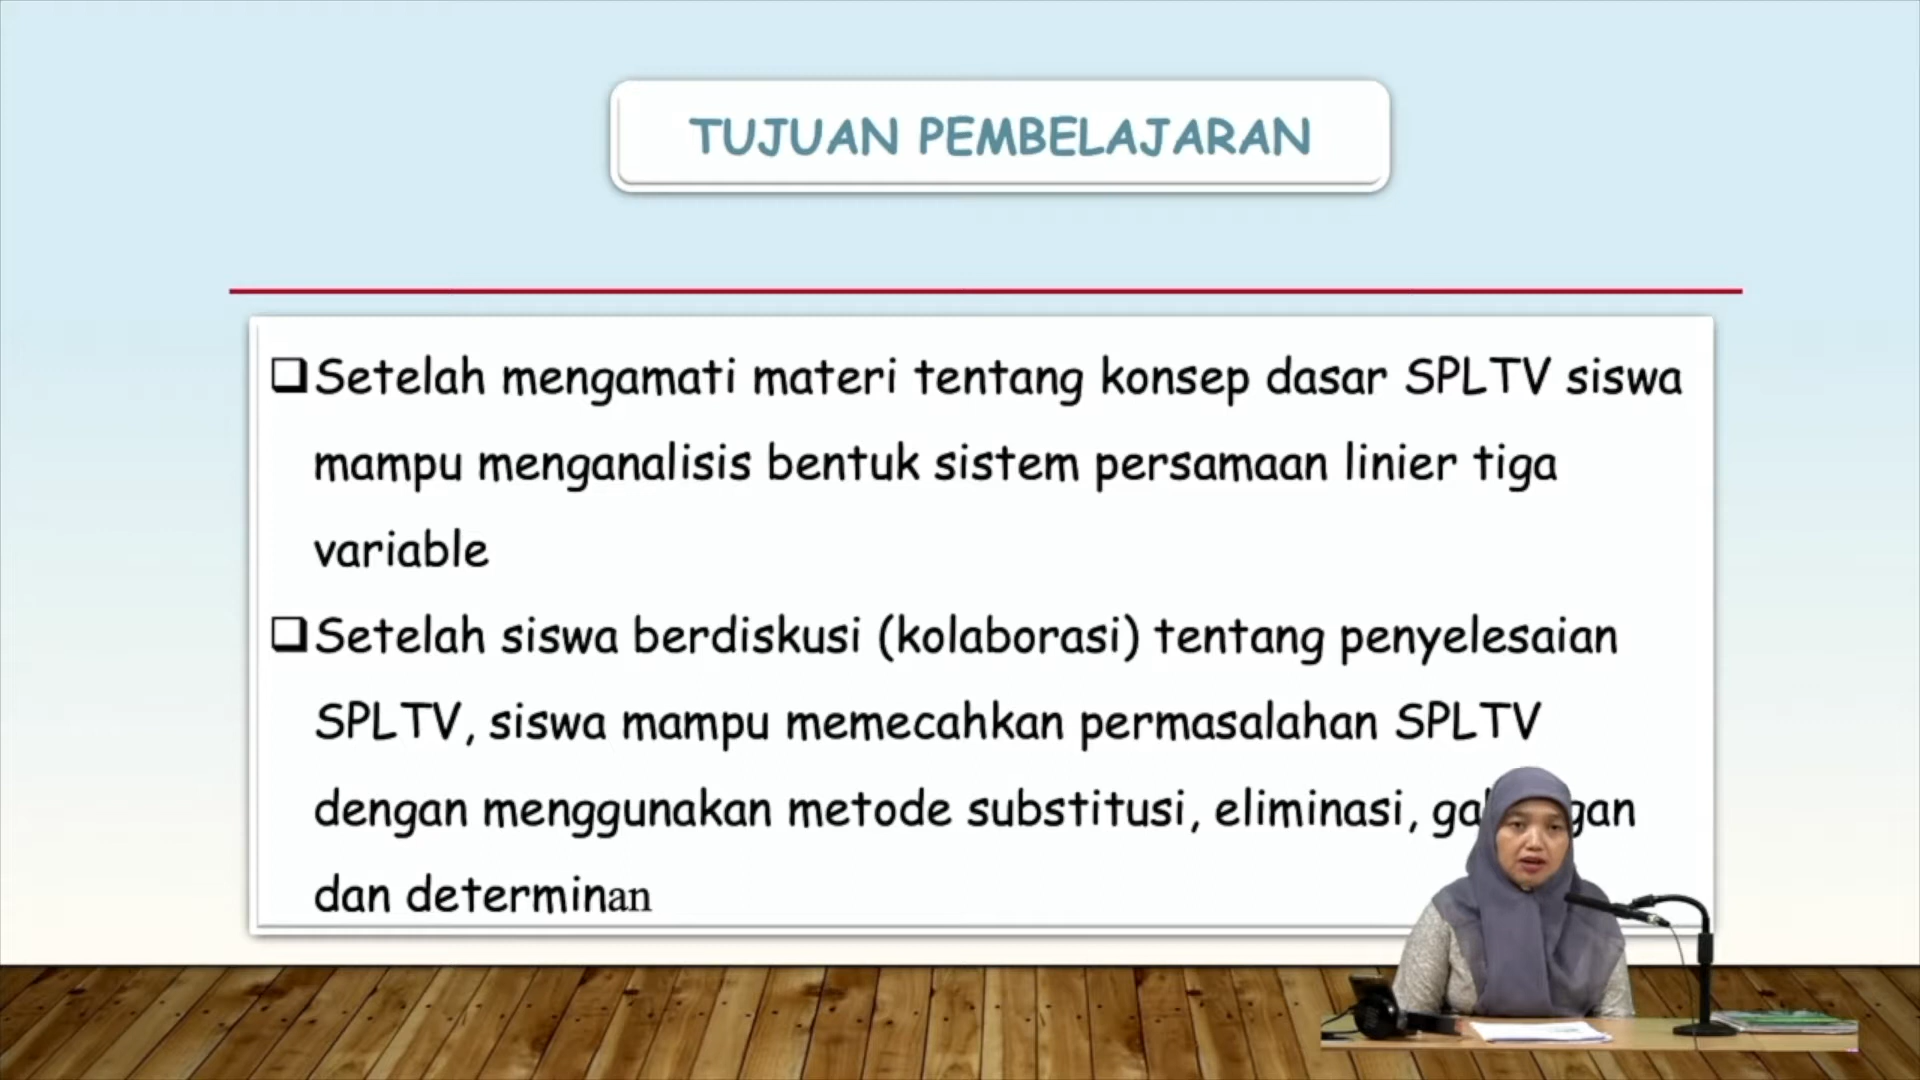 TUJUAN PEMBELAJARAN
Setelah mengamati materi tentang konsep dasar SPLTV siswa
mampu menganalisis bentuk sistem persamaan linier tiga
variable
Setelah siswa berdiskusi (kolaborasi) tentang penyelesaian
SPLTV, siswa mampu memecahkan permasalahan SPLTV
dengan menggunakan metode substitusi, eliminasi,
dan determinan